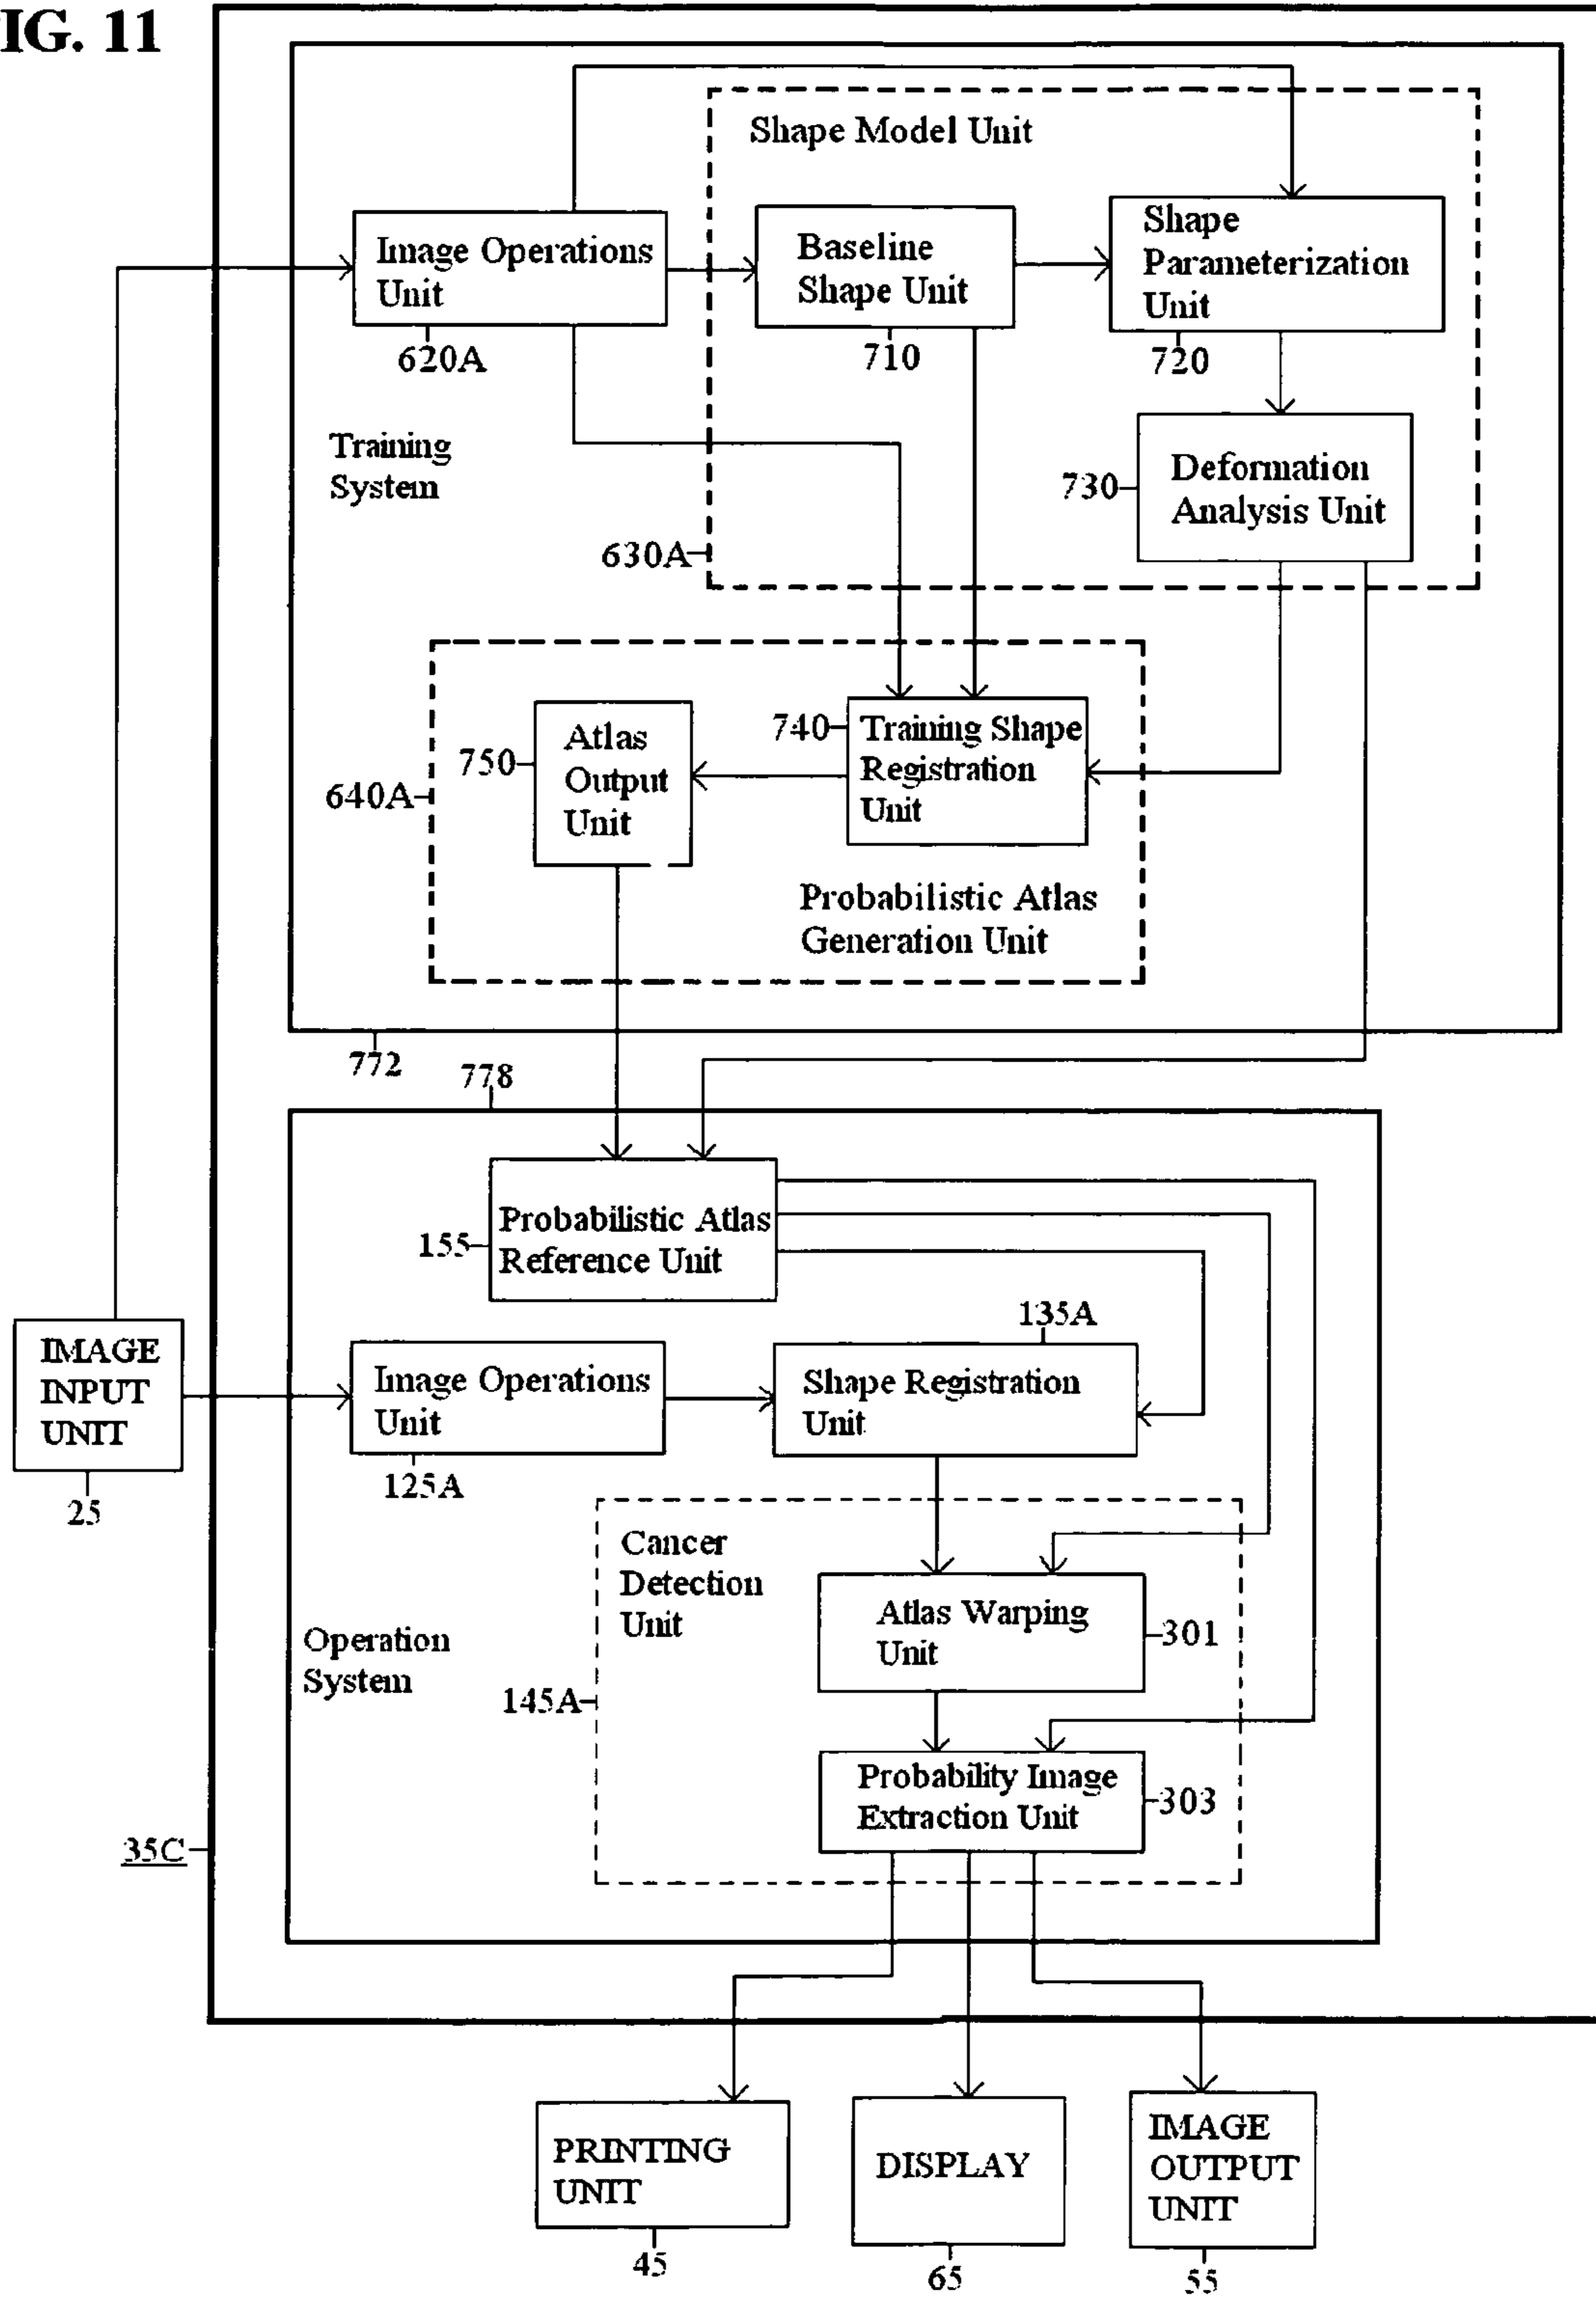 IG. 11
Shape Model Unit
Image Operations
Unit
620A
Baseline
Shape Unit
710
Shape
Parameterization
Unit
720
Training
System
730
Deformation
Analysis Unit
630A
740
Training Shape
Registration
Unit
750
Atlas
Output
Unit
640A
Probabilistic Atlas
Generation Unit
772
778
155
Probabilistic Atlas
Reference Unit
135A
IMAGE
INPUT
UNIT
25
Image Operations
Unit
125A
Shape Registration
Unit
Cancer
Detection
Unit
Atlas Warping
Unit
301
Operation
System
145A
Probability Image
Extraction Unit
303
35C
PRINTING
UNIT
45
DISPLAY
65
IMAGE
OUTPUT
UNIT
55